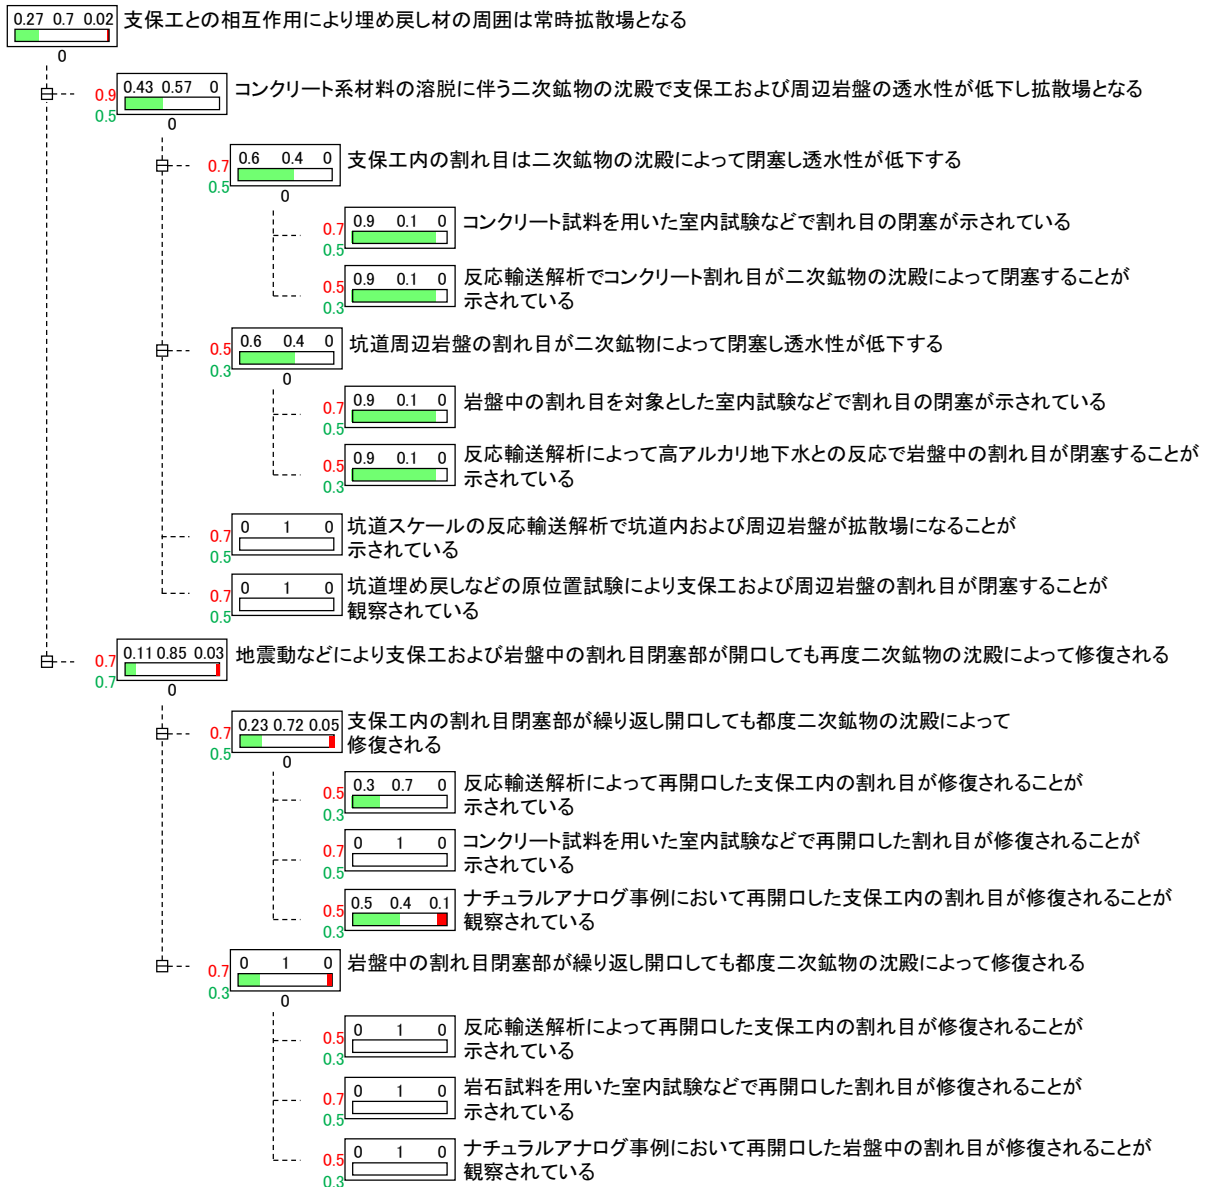 0.27 0.7 0.02 支保工との相互作用により埋め戻し材の周囲は常時拡散場となる
0
0.9 0.43 0.57 0 コンクリート系材料の溶脱に伴う二次鉱物の沈殿で支保工および周辺岩盤の透水性が低下し拡散場となる
0.5
0
0.7 0.6 0.4 0 支保工内の割れ目は二次鉱物の沈殿によって閉塞し透水性が低下する
0.5
0
0.7 0.9 0.1 0 コンクリート試料を用いた室内試験などで割れ目の閉塞が示されている
0.5
0.5 0.9 0.1 0 反応輸送解析でコンクリート割れ目が二次鉱物の沈殿によって閉塞することが
0.3 示されている
0.5 0.6 0.4 0 坑道周辺岩盤の割れ目が二次鉱物によって閉塞し透水性が低下する
0.3
0
0.7 0.9 0.1 0 岩盤中の割れ目を対象とした室内試験などで割れ目の閉塞が示されている
0.5
0.5 0.9 0.1 0 反応輸送解析によって高アルカリ地下水との反応で岩盤中の割れ目が閉塞することが
0.3 示されている
0.7 0 1 0 坑道スケールの反応輸送解析で坑道内および周辺岩盤が拡散場になることが
0.5 示されている
0.7 0 1 0 坑道埋め戻しなどの原位置試験により支保工および周辺岩盤の割れ目が閉塞することが
0.5 観察されている
0.7 0.11 0.85 0.03 地震動などにより支保工および岩盤中の割れ目閉塞部が開口しても再度二次鉱物の沈殿によって修復される
0.7
0
0.7 0.23 0.72 0.05 支保工内の割れ目閉塞部が繰り返し開口しても都度二次鉱物の沈殿によって
0.5 修復される
0
0.5 0.3 0.7 0 反応輸送解析によって再開口した支保工内の割れ目が修復されることが
0.3 示されている
0.7 0 1 0 コンクリート試料を用いた室内試験などで再開口した割れ目が修復されることが
0.5 示されている
0.5 0.5 0.4 0.1 ナチュラルアナログ事例において再開口した支保工内の割れ目が修復されることが
0.3 観察されている
0.7 0 1 0 岩盤中の割れ目閉塞部が繰り返し開口しても都度二次鉱物の沈殿によって修復される
0.3
0
0.5 0 1 0 反応輸送解析によって再開口した支保工内の割れ目が修復されることが
0.3 示されている
0.7 0 1 0 岩石試料を用いた室内試験などで再開口した割れ目が修復されることが
0.5 示されている
0.5 0 1 0 ナチュラルアナログ事例において再開口した岩盤中の割れ目が修復されることが
0.3 観察されている